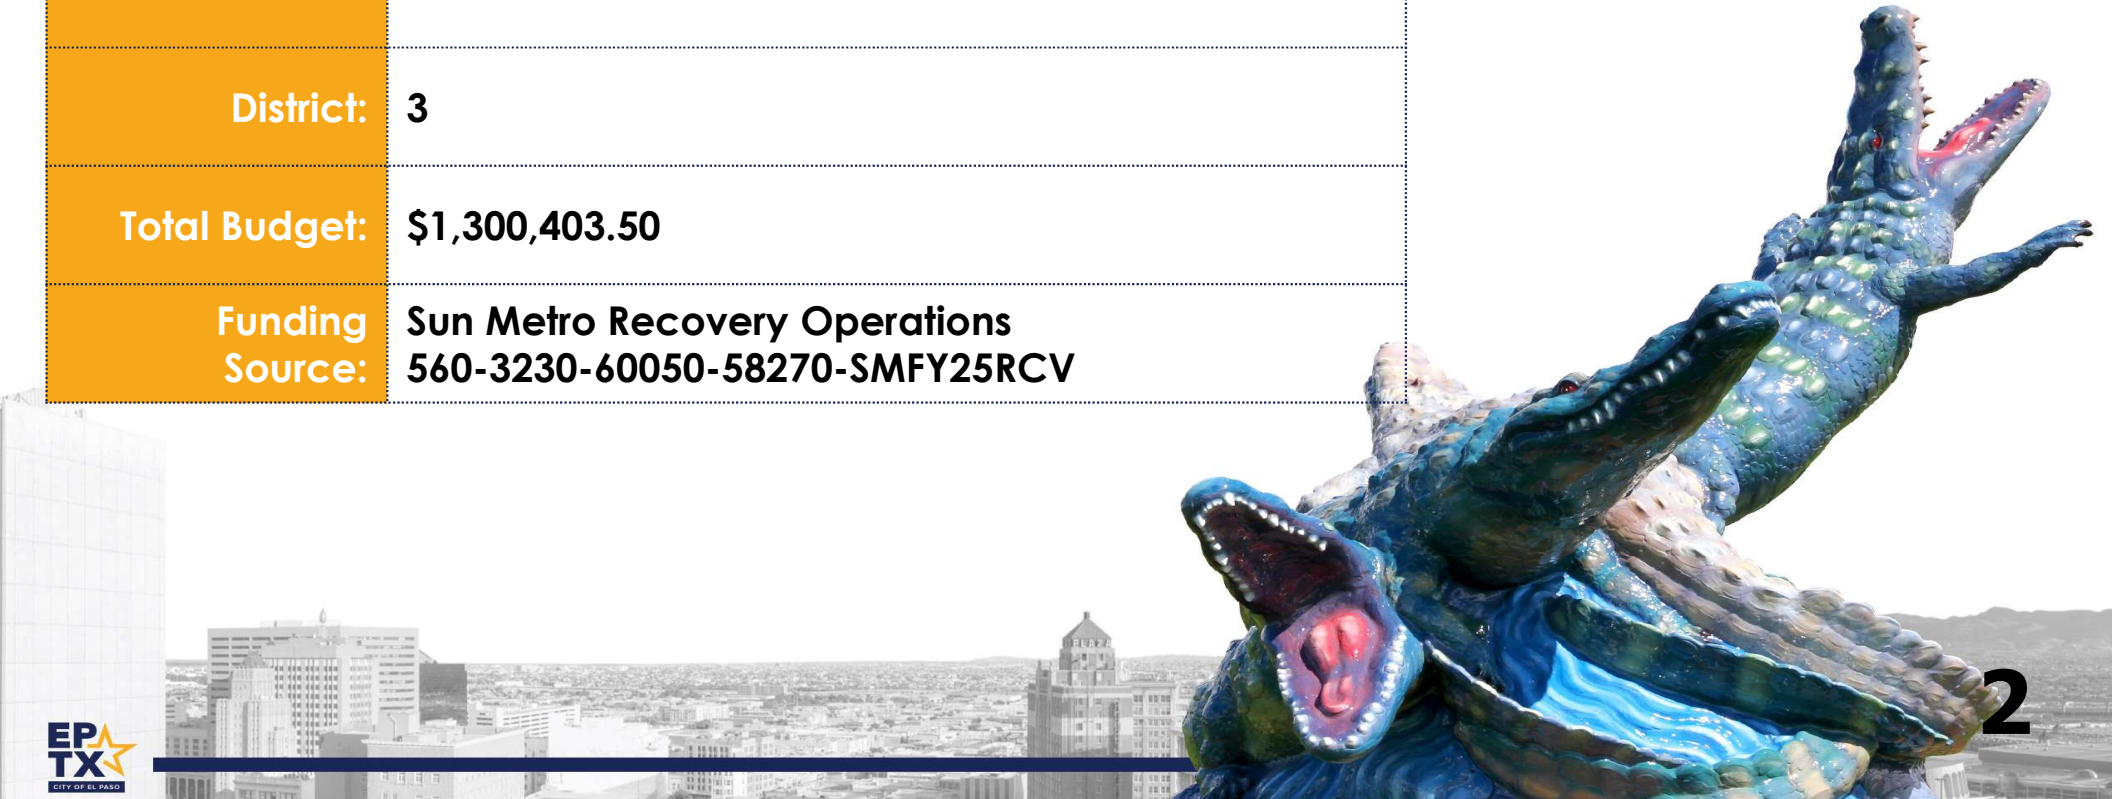 District: 3
Total Budget: $1,300,403.50
Funding Source: Sun Metro Recovery Operations
560-3230-60050-58270-SMFY25RCV
2
EP
TX
CITY OF EL PASO